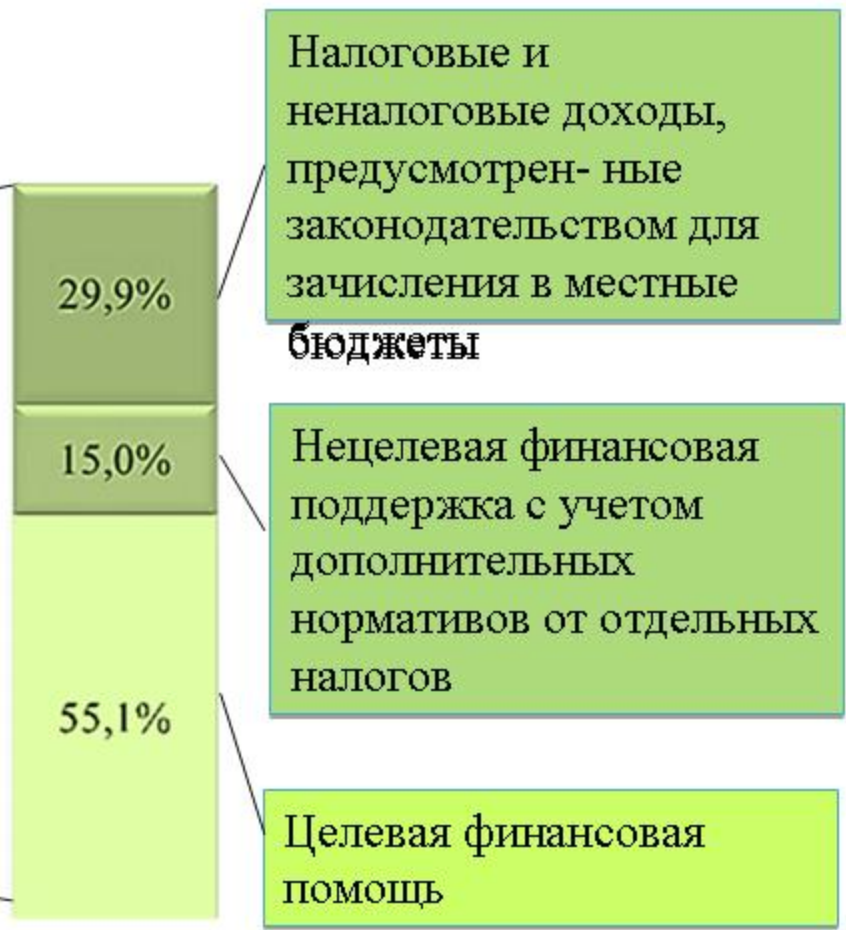 Налоговые и
неналоговые доходы,
предусмотрен- ные
законодательством для
зачисления в местные
бюджеты
29,9%
15,0%
Нецелевая финансовая
поддержка с учетом
дополнительных
нормативов от отдельных
налогов
55,1%
Целевая финансовая
помощь